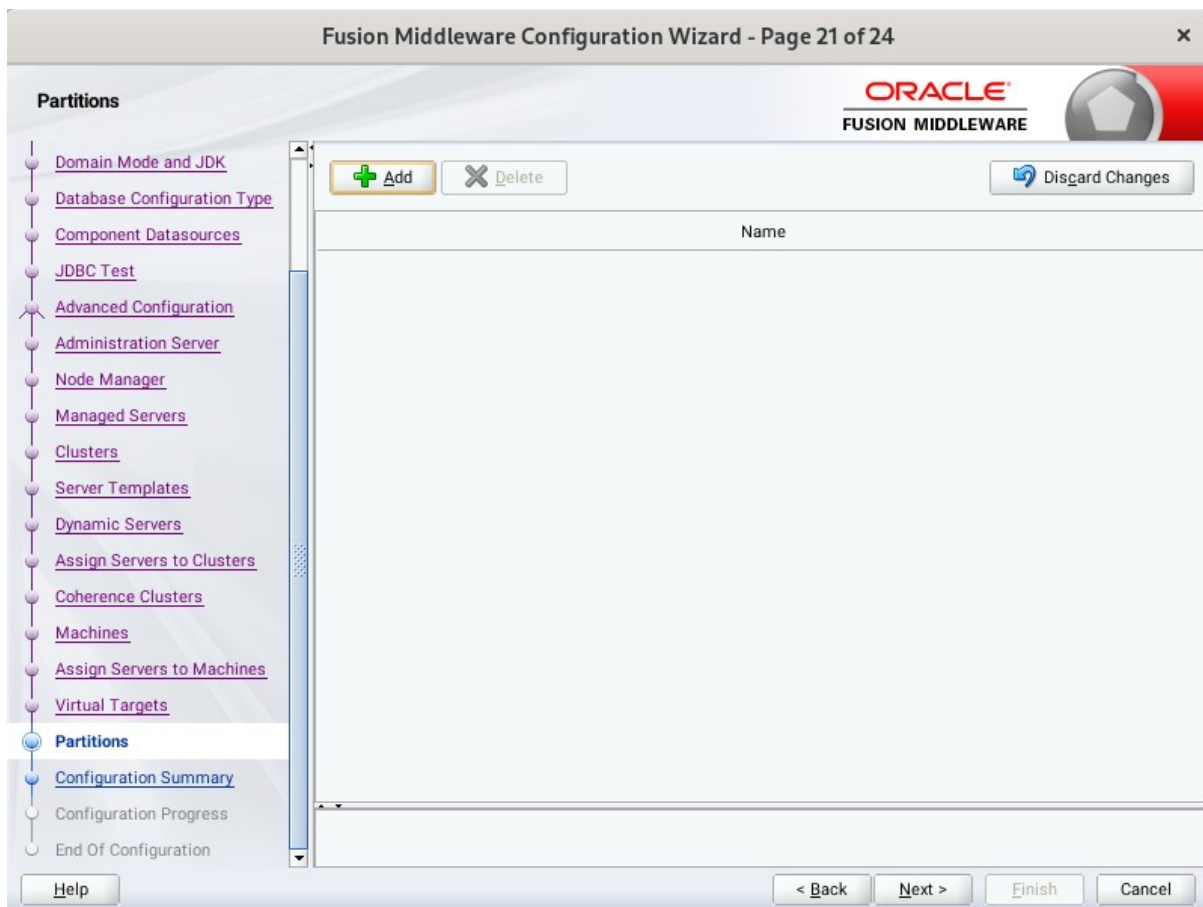 Fusion Middleware Configuration Wizard - Page 21 of 24
Partitions
ORACLE
FUSION MIDDLEWARE
Domain Mode and JDK
Database Configuration Type
Component Datasources
JDBC Test
Advanced Configuration
Administration Server
Node Manager
Managed Servers
Clusters
Server Templates
Dynamic Servers
Assign Servers to Clusters
Coherence Clusters
Machines
Assign Servers to Machines
Virtual Targets
Partitions
Configuration Summary
Configuration Progress
End Of Configuration
Add Delete Discard Changes
Name
Help < Back Next > Finish Cancel